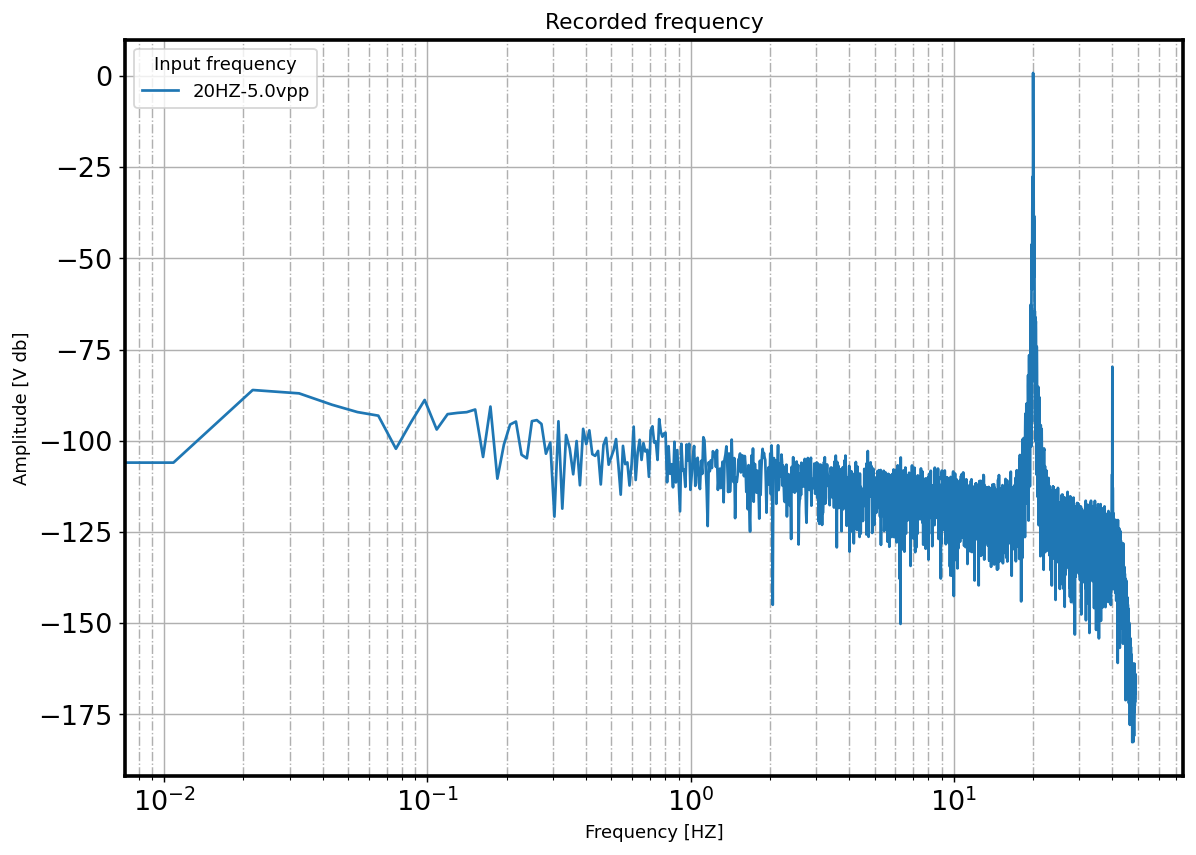 Recorded frequency
Input frequency
20HZ-5.0vpp
Amplitude [V db]
0
−25
−50
−75
−100
−125
−150
−175
10⁻² 10⁻¹ 10⁰ 10¹
Frequency [HZ]